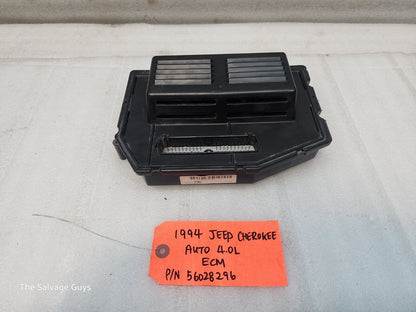 1994 JEEP CHEROKEE
AUTO 4.0L
ECM
P/N 56028296
The Salvage Guys